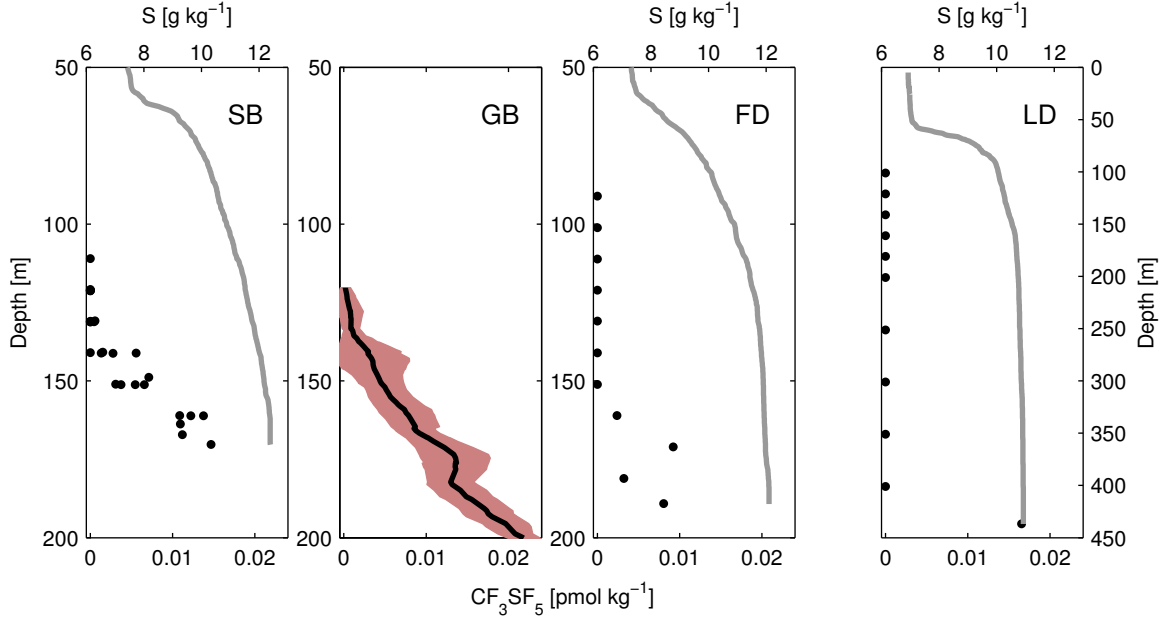 S [g kg⁻¹] S [g kg⁻¹] S [g kg⁻¹]
6 8 10 12 6 8 10 12 6 8 10 12
50 50 50 0
SB GB FD LD
50
100
150
100 100 100 200
Depth [m] Depth [m]
250
150 150 150 300
350
400
200 200 200 450
0 0.01 0.02 0 0.01 0.02 0 0.01 0.02 0 0.01 0.02
CF₃SF₅ [pmol kg⁻¹]